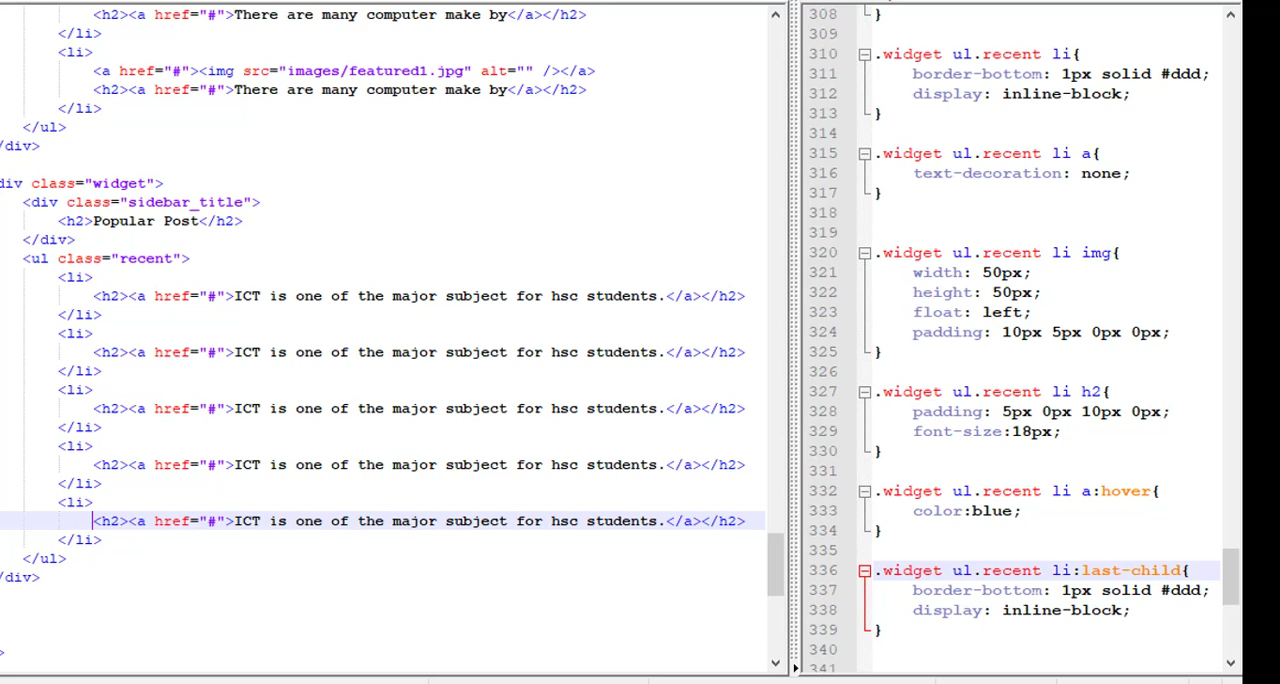 <h2><a href="#">There are many computer make by</a></h2>
</li>
<li>
<a href="#"><img src="images/featured1.jpg" alt="" /></a>
<h2><a href="#">There are many computer make by</a></h2>
</li>
</ul>
/div>
div class="widget">
<div class="sidebar_title">
<h2>Popular Post</h2>
</div>
<ul class="recent">
<li>
<h2><a href="#">ICT is one of the major subject for hsc students.</a></h2>
</li>
<li>
<h2><a href="#">ICT is one of the major subject for hsc students.</a></h2>
</li>
<li>
<h2><a href="#">ICT is one of the major subject for hsc students.</a></h2>
</li>
<li>
<h2><a href="#">ICT is one of the major subject for hsc students.</a></h2>
</li>
<li>
<h2><a href="#">ICT is one of the major subject for hsc students.</a></h2>
</li>
</ul>
/div>
>
308 }
309
310 .widget ul.recent li{
311 border-bottom: 1px solid #ddd;
312 display: inline-block;
313 }
314
315 .widget ul.recent li a{
316 text-decoration: none;
317 }
318
319
320 .widget ul.recent li img{
321 width: 50px;
322 height: 50px;
323 float: left;
324 padding: 10px 5px 0px 0px;
325 }
326
327 .widget ul.recent li h2{
328 padding: 5px 0px 10px 0px;
329 font-size:18px;
330 }
331
332 .widget ul.recent li a:hover{
333 color:blue;
334 }
335
336 .widget ul.recent li:last-child{
337 border-bottom: 1px solid #ddd;
338 display: inline-block;
339 }
340
341